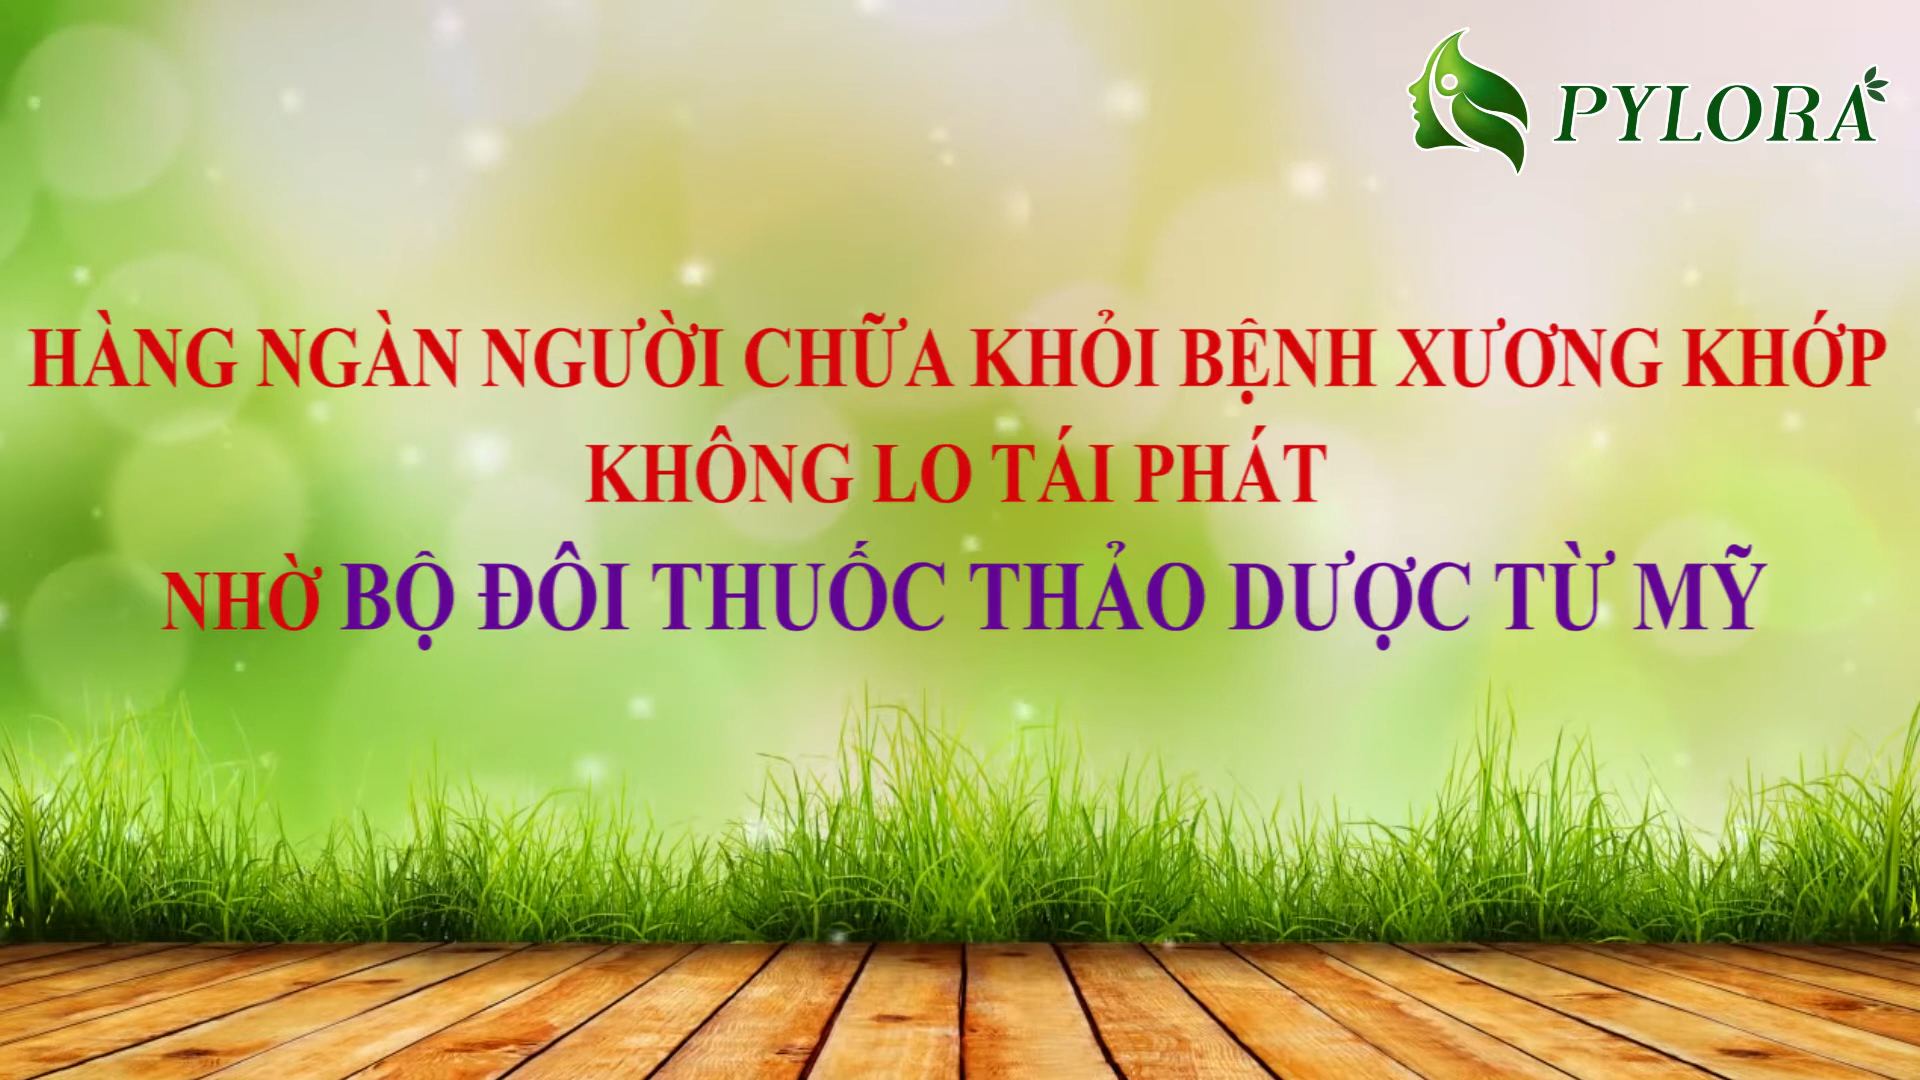 PYLORA
HÀNG NGÀN NGƯỜI CHỮA KHỎI BỆNH XƯƠNG KHỚP
KHÔNG LO TÁI PHÁT
NHỜ BỘ ĐÔI THUỐC THẢO DƯỢC TỪ MỸ